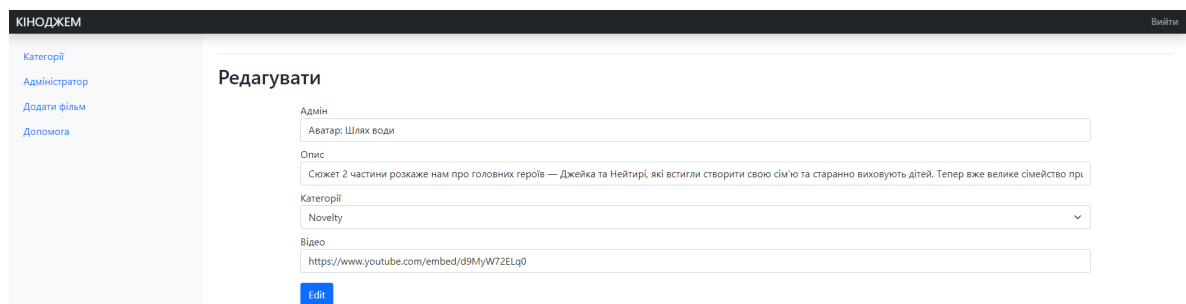 КІНОДЖЕМ
Вийти
Категорії
Адміністратор
Додати фільм
Допомога
Редагувати
Адмін
Аватар: Шлях води
Опис
Сюжет 2 частини розкаже нам про головних героїв — Джейка та Нейтирі, які встигли створити свою сім'ю та старанно виховують дітей. Тепер вже велике сімейство
Категорії
Novelty
Відео
https://www.youtube.com/embed/d9MyW72ELq0
Edit